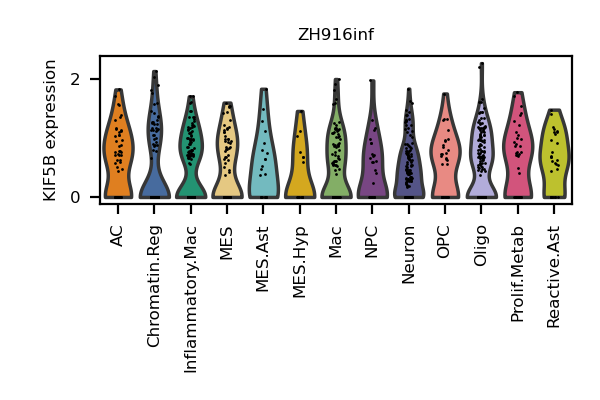 ZH916inf
KIF5B expression
2
0
AC
Chromatin.Reg
Inflammatory.Mac
MES
MES.Ast
MES.Hyp
Mac
NPC
Neuron
OPC
Oligo
Prolif.Metab
Reactive.Ast